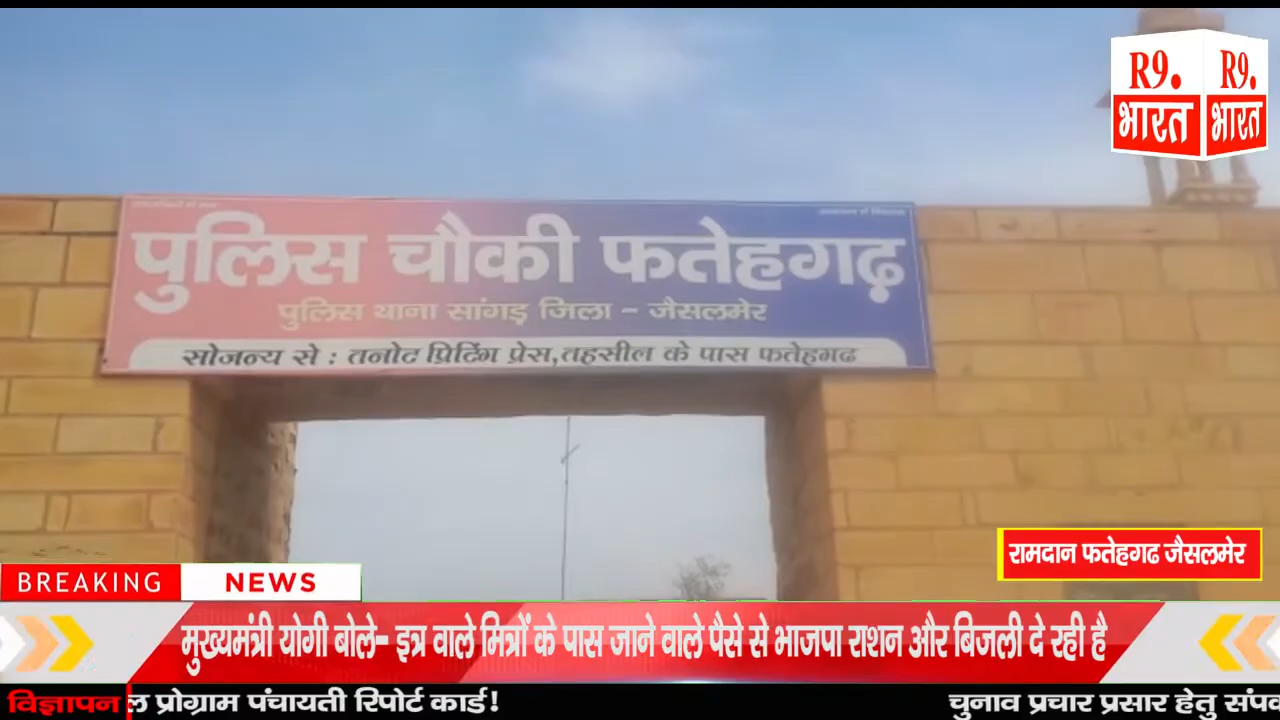 R9.
भारत
R9.
भारत
पुलिस चौकी फतेहगढ़
पुलिस थाना सांगड़ जिला - जैसलमेर
सोजन्य से : तनोट प्रिटिंग प्रेस,तहसील के पास फतेहगढ
रामदान फतेहगढ जैसलमेर
BREAKING NEWS
मुख्यमंत्री योगी बोले- इत्र वाले मित्रों के पास जाने वाले पैसे से भाजपा राशन और बिजली दे रही है
विज्ञापन ल प्रोग्राम पंचायती रिपोर्ट कार्ड! चुनाव प्रचार प्रसार हेतु संपक